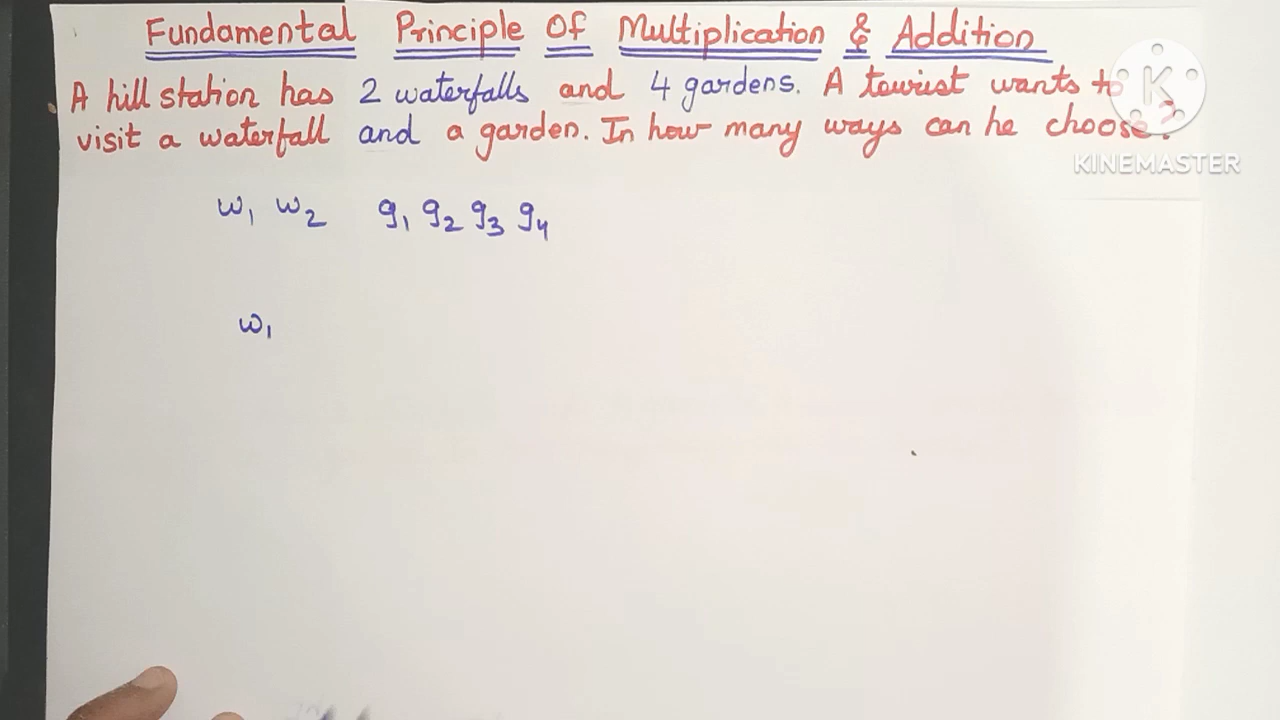 Fundamental Principle Of Multiplication & Addition
A hill station has 2 waterfalls and 4 gardens. A tourist wants to
visit a waterfall and a garden. In how many ways can he choose?
w₁ w₂ g₁ g₂ g₃ g₄
w₁
K
KINEMASTER